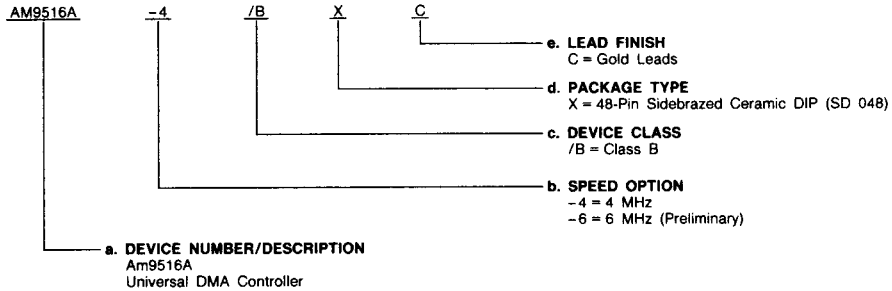 AM9516A -4 /B X C
e. LEAD FINISH
C = Gold Leads
d. PACKAGE TYPE
X = 48-Pin Sidebrazed Ceramic DIP (SD 048)
c. DEVICE CLASS
/B = Class B
b. SPEED OPTION
-4 = 4 MHz
-6 = 6 MHz (Preliminary)
a. DEVICE NUMBER/DESCRIPTION
Am9516A
Universal DMA Controller